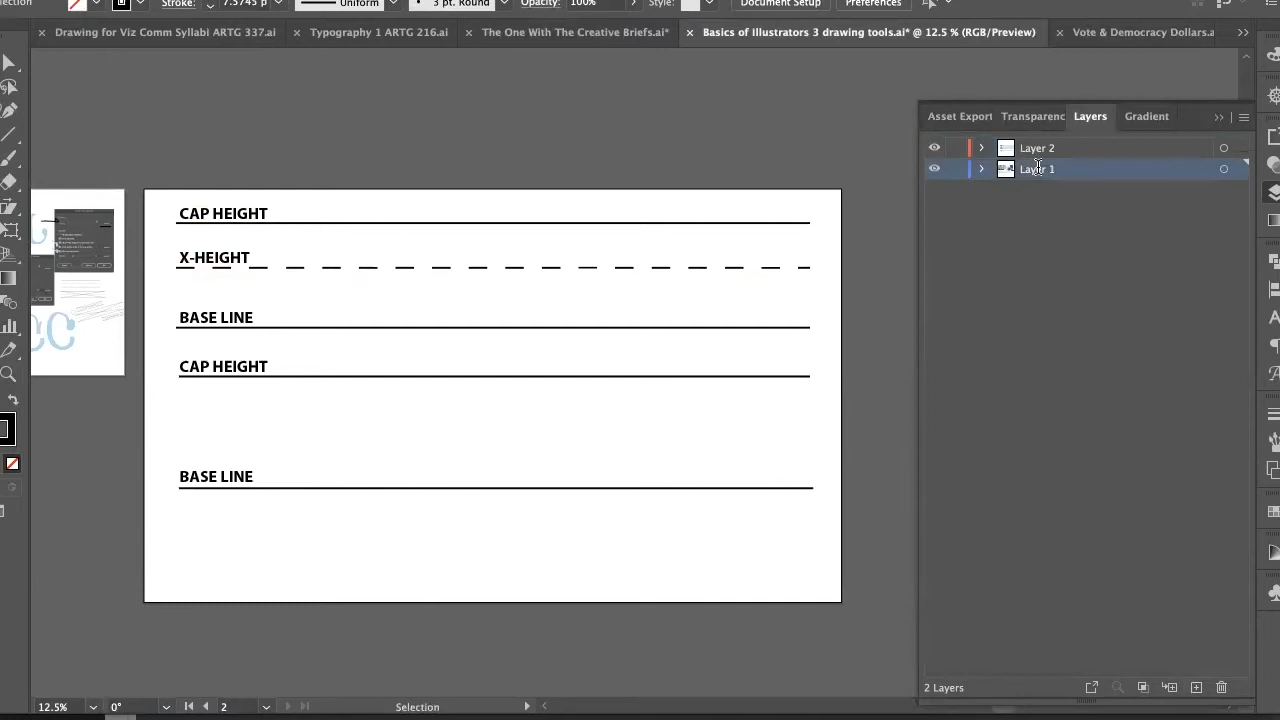 Stroke: 7.5745 p Uniform 3 pt. Round Opacity: 100% Style: Document Setup Preferences
Drawing for Viz Comm Syllabi ARTG 337.ai Typography 1 ARTG 216.ai The One With The Creative Briefs.ai* Basics of Illustrators 3 drawing tools.ai* @ 12.5 % (RGB/Preview) Vote & Democracy Dollars.a
Asset Export Transparenc Layers Gradient
Layer 2
Layer 1
CAP HEIGHT
X-HEIGHT
BASE LINE
CAP HEIGHT
BASE LINE
2 Layers
12.5% 0° 2 Selection